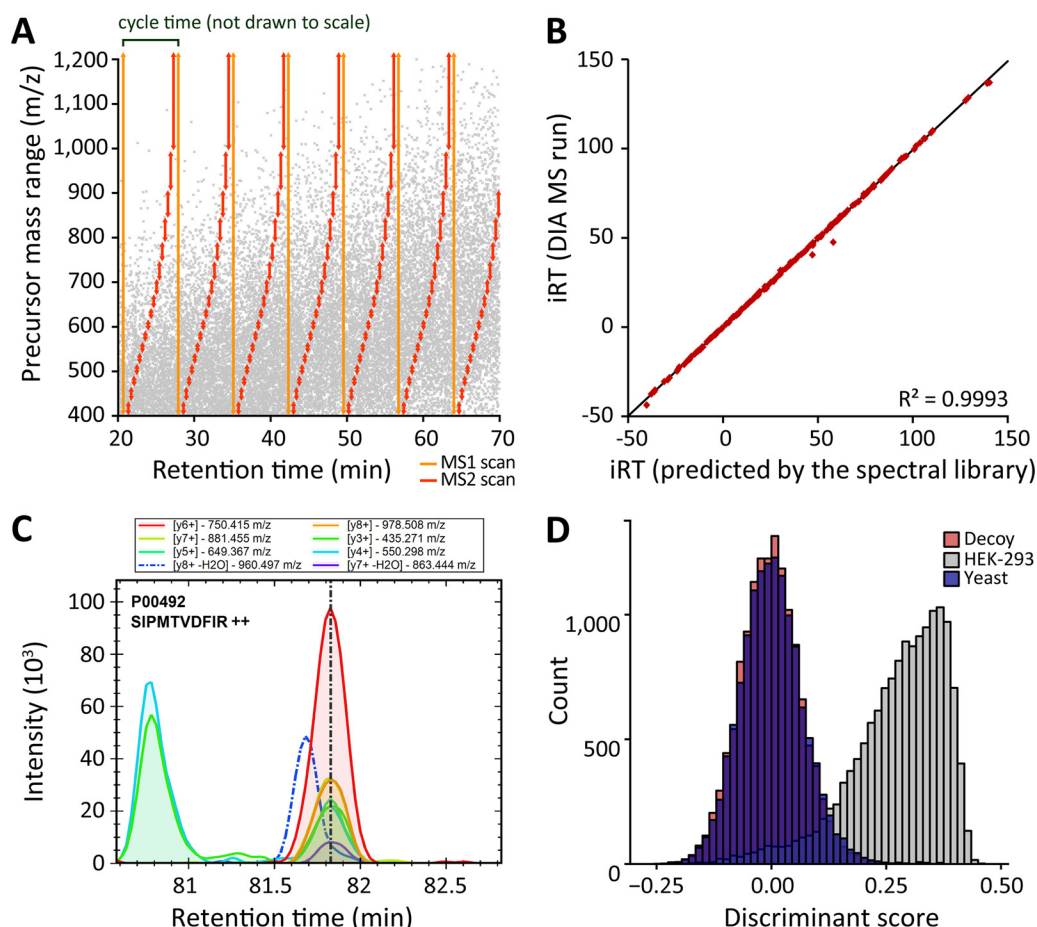 A
cycle time (not drawn to scale)
Precursor mass range (m/z)
1,200
1,100
1,000
900
800
700
600
500
400
20 30 40 50 60 70
Retention time (min)
MS1 scan
MS2 scan
B
iRT (DIA MS run)
150
100
50
0
-50
R² = 0.9993
-50 0 50 100 150
iRT (predicted by the spectral library)
C
[y6+] - 750.415 m/z
[y7+] - 881.455 m/z
[y5+] - 649.367 m/z
[y8+ -H2O] - 960.497 m/z
[y8+] - 978.508 m/z
[y3+] - 435.271 m/z
[y4+] - 550.298 m/z
[y7+ -H2O] - 863.444 m/z
P00492
SIPMTVDFIR ++
Intensity (10³)
100
80
60
40
20
0
81 81.5 82 82.5
Retention time (min)
D
Decoy
HEK-293
Yeast
Count
1,000
500
0
-0.25 0.00 0.25 0.50
Discriminant score